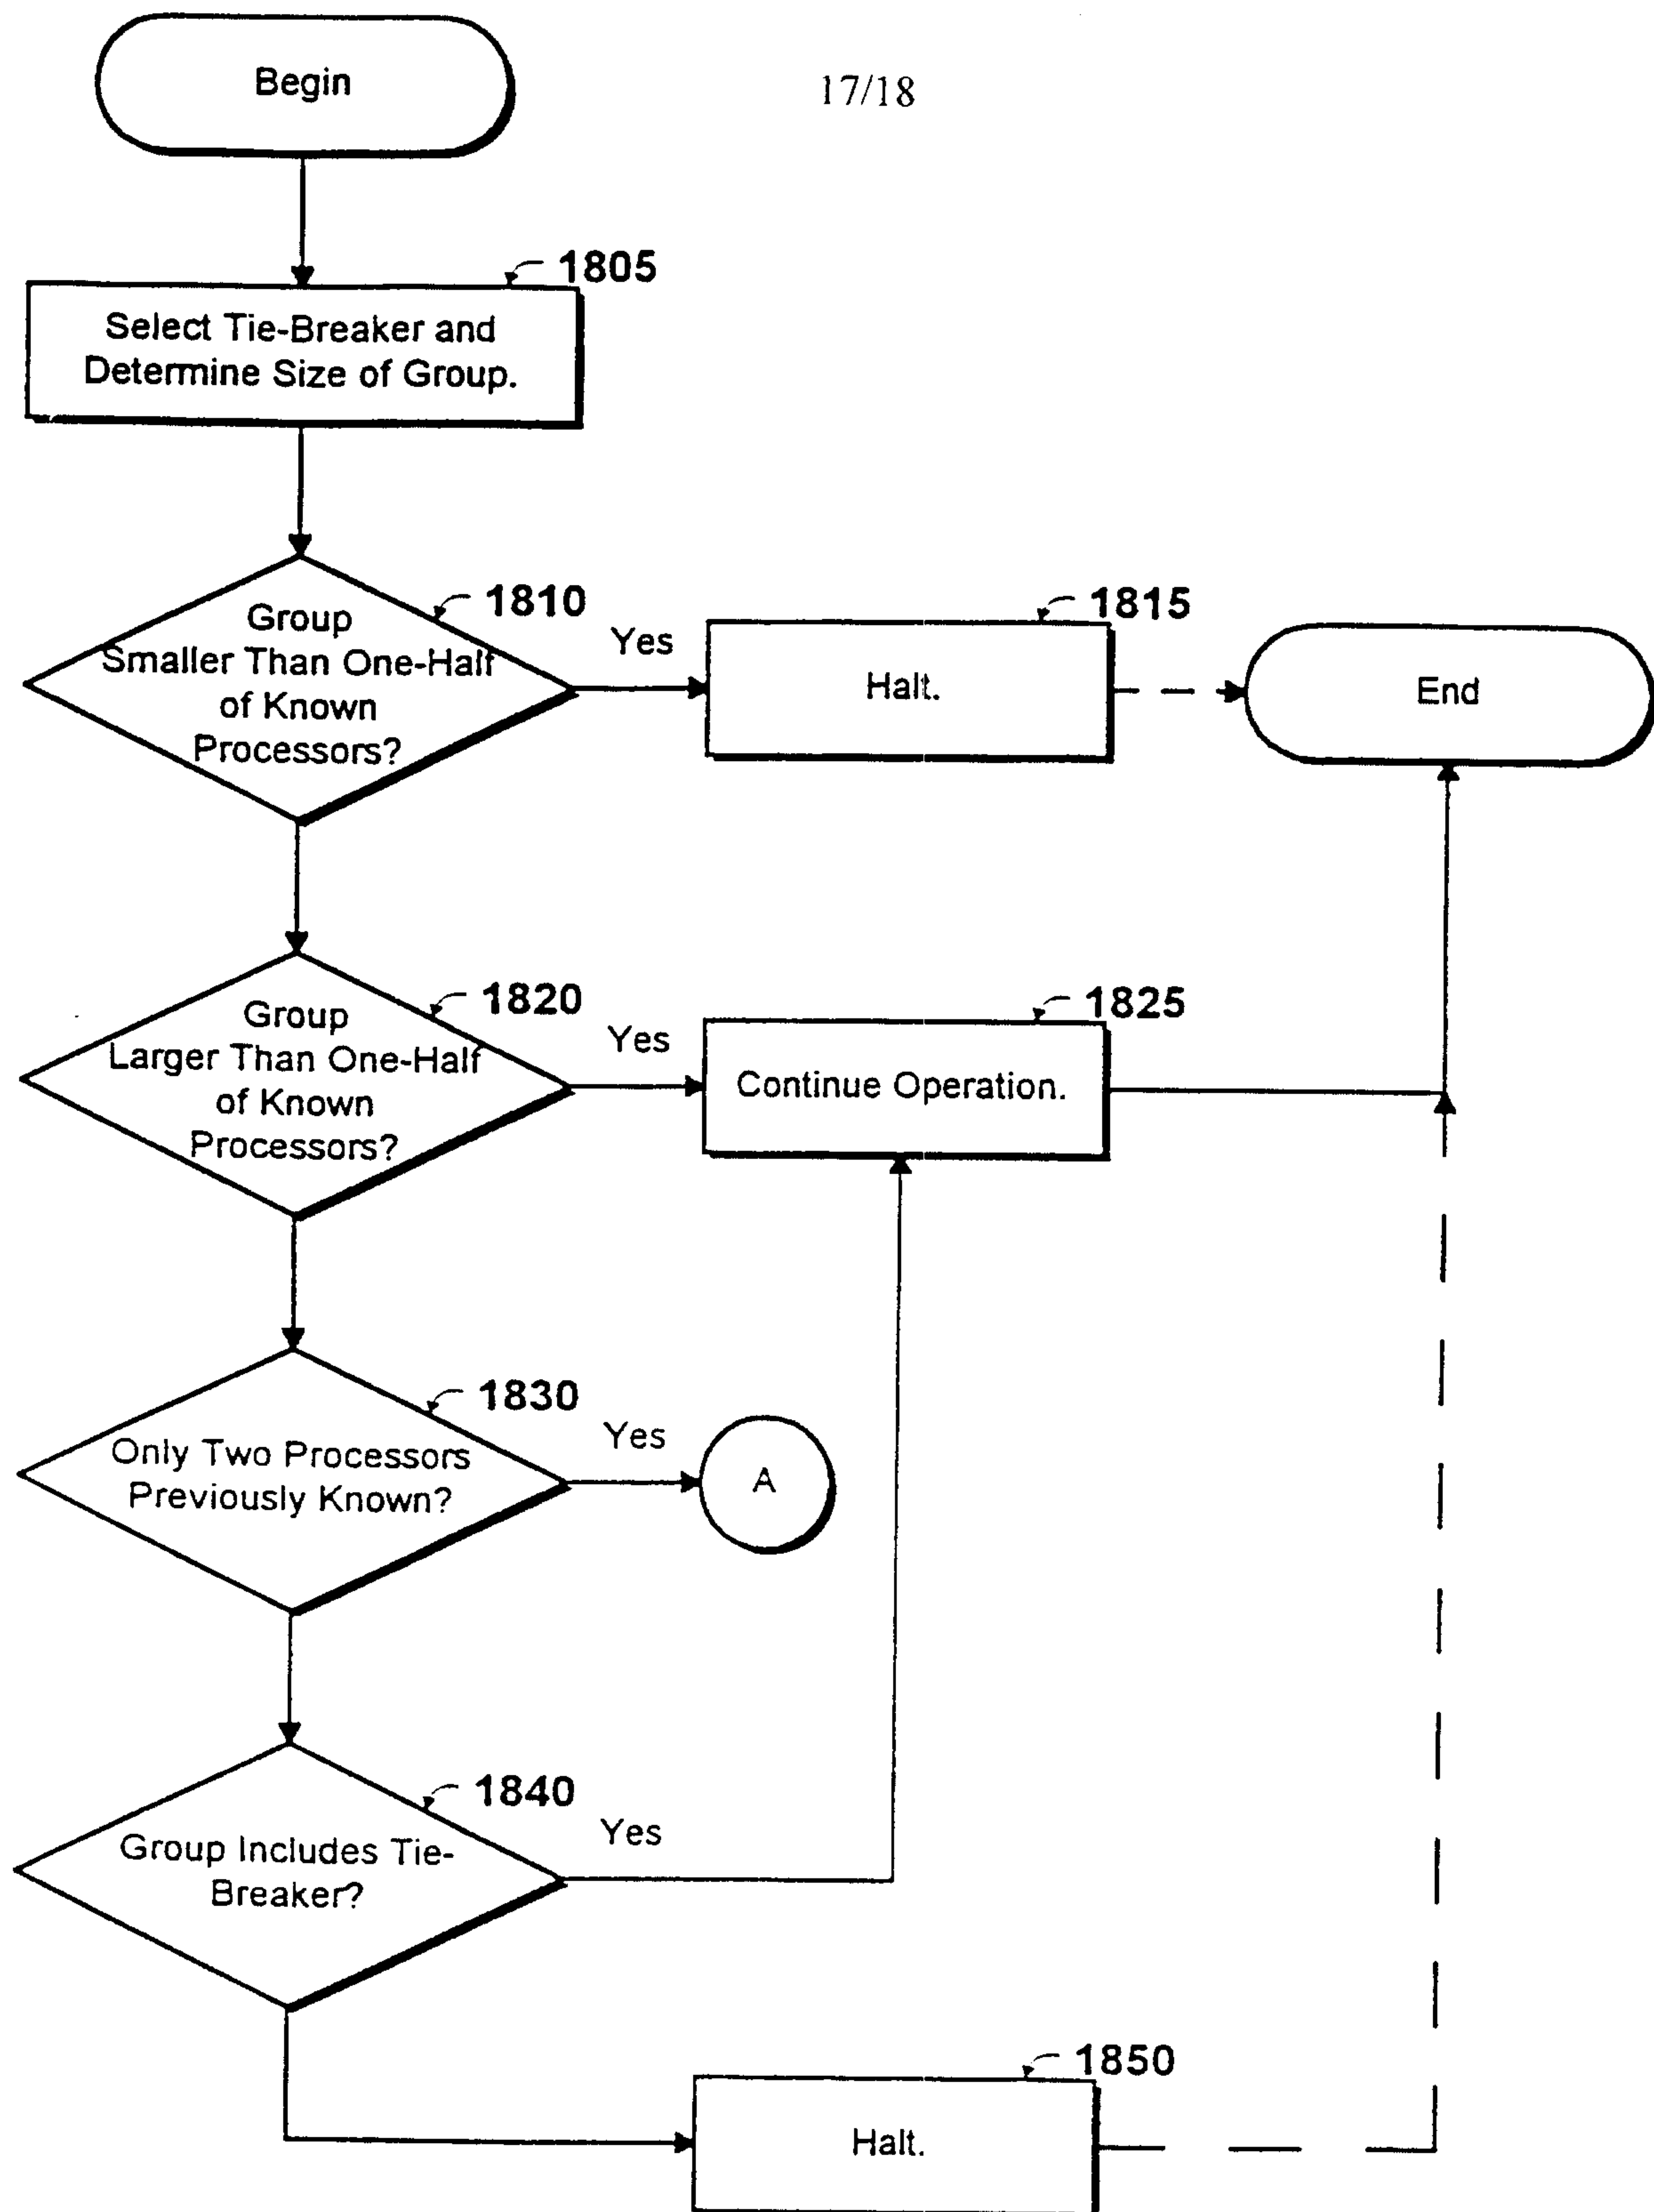 Begin
17/18
1805
Select Tie-Breaker and
Determine Size of Group.
1810
Group
Smaller Than One-Half
of Known
Processors?
Yes
1815
Halt.
End
1820
Group
Larger Than One-Half
of Known
Processors?
Yes
1825
Continue Operation.
1830
Only Two Processors
Previously Known?
Yes
A
1840
Group Includes Tie-
Breaker?
Yes
1850
Halt.